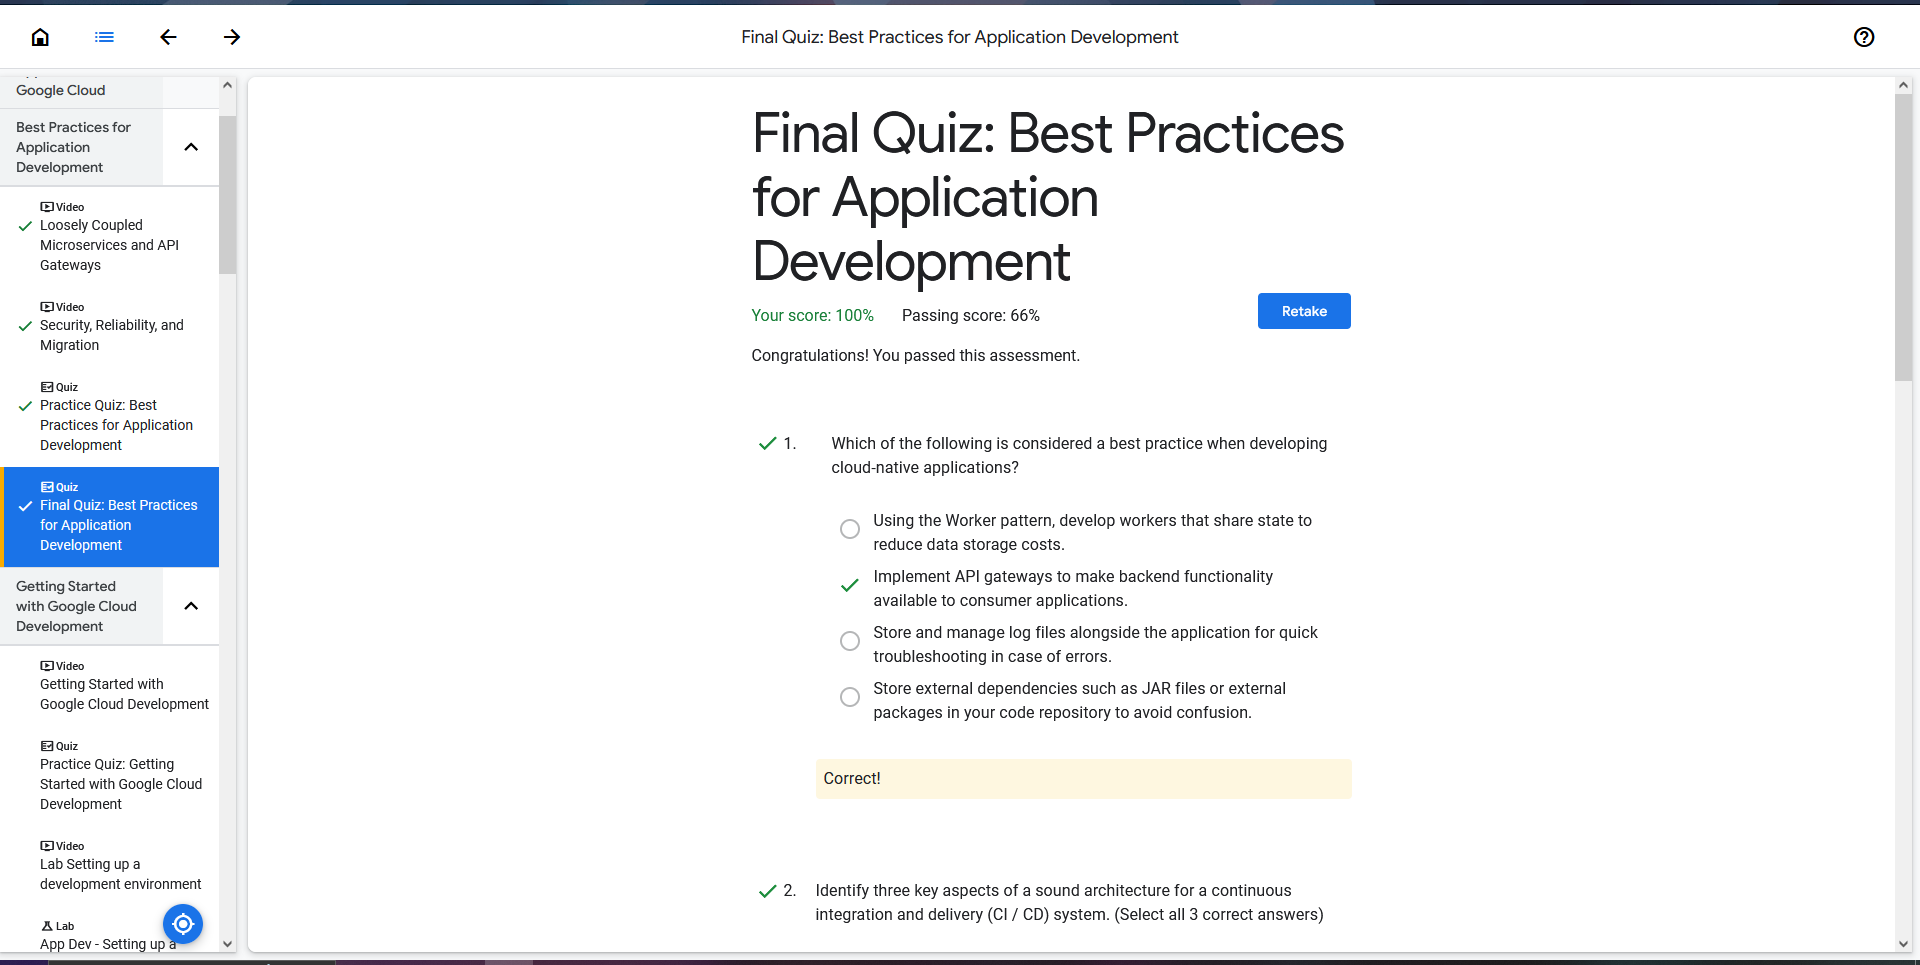 Final Quiz: Best Practices for Application Development
Google Cloud
Best Practices for
Application
Development
Video
Loosely Coupled
Microservices and API
Gateways
Video
Security, Reliability, and
Migration
Quiz
Practice Quiz: Best
Practices for Application
Development
Quiz
Final Quiz: Best Practices
for Application
Development
Getting Started
with Google Cloud
Development
Video
Getting Started with
Google Cloud Development
Quiz
Practice Quiz: Getting
Started with Google Cloud
Development
Video
Lab Setting up a
development environment
Lab
App Dev - Setting up a
Final Quiz: Best Practices
for Application
Development
Your score: 100% Passing score: 66%
Retake
Congratulations! You passed this assessment.
1. Which of the following is considered a best practice when developing
cloud-native applications?
Using the Worker pattern, develop workers that share state to
reduce data storage costs.
Implement API gateways to make backend functionality
available to consumer applications.
Store and manage log files alongside the application for quick
troubleshooting in case of errors.
Store external dependencies such as JAR files or external
packages in your code repository to avoid confusion.
Correct!
2. Identify three key aspects of a sound architecture for a continuous
integration and delivery (CI / CD) system. (Select all 3 correct answers)